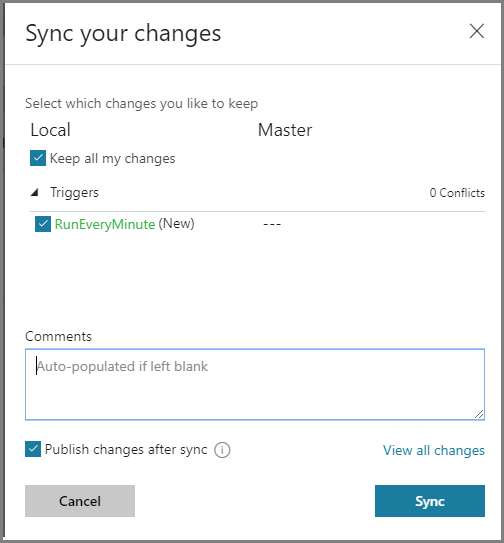 Sync your changes
Select which changes you like to keep
Local Master
Keep all my changes
Triggers 0 Conflicts
RunEveryMinute (New) ---
Comments
Auto-populated if left blank
Publish changes after sync View all changes
Cancel Sync